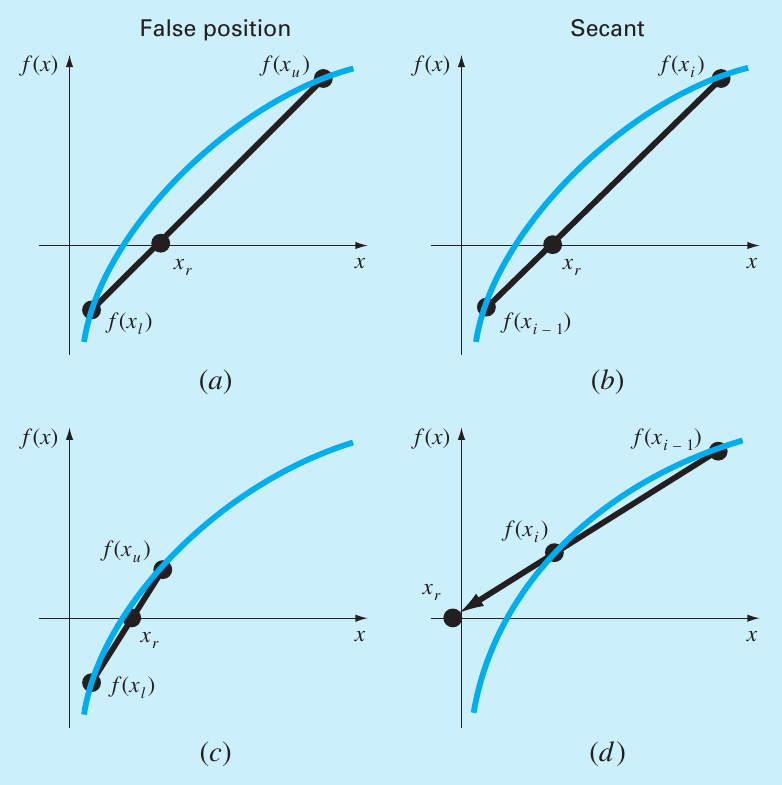 False position
Secant
f(x)
f(x_u)
x_r
x
f(x_l)
(a)
f(x)
f(x_i)
x_r
x
f(x_{i – 1})
(b)
f(x)
f(x_u)
x_r
x
f(x_l)
(c)
f(x)
f(x_{i – 1})
f(x_i)
x_r
x
(d)